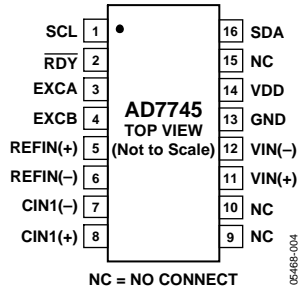 SCL 1
RDY 2
EXCA 3
EXCB 4
REFIN(+) 5
REFIN(–) 6
CIN1(–) 7
CIN1(+) 8
AD7745
TOP VIEW
(Not to Scale)
16 SDA
15 NC
14 VDD
13 GND
12 VIN(–)
11 VIN(+)
10 NC
9 NC
NC = NO CONNECT
05468-004